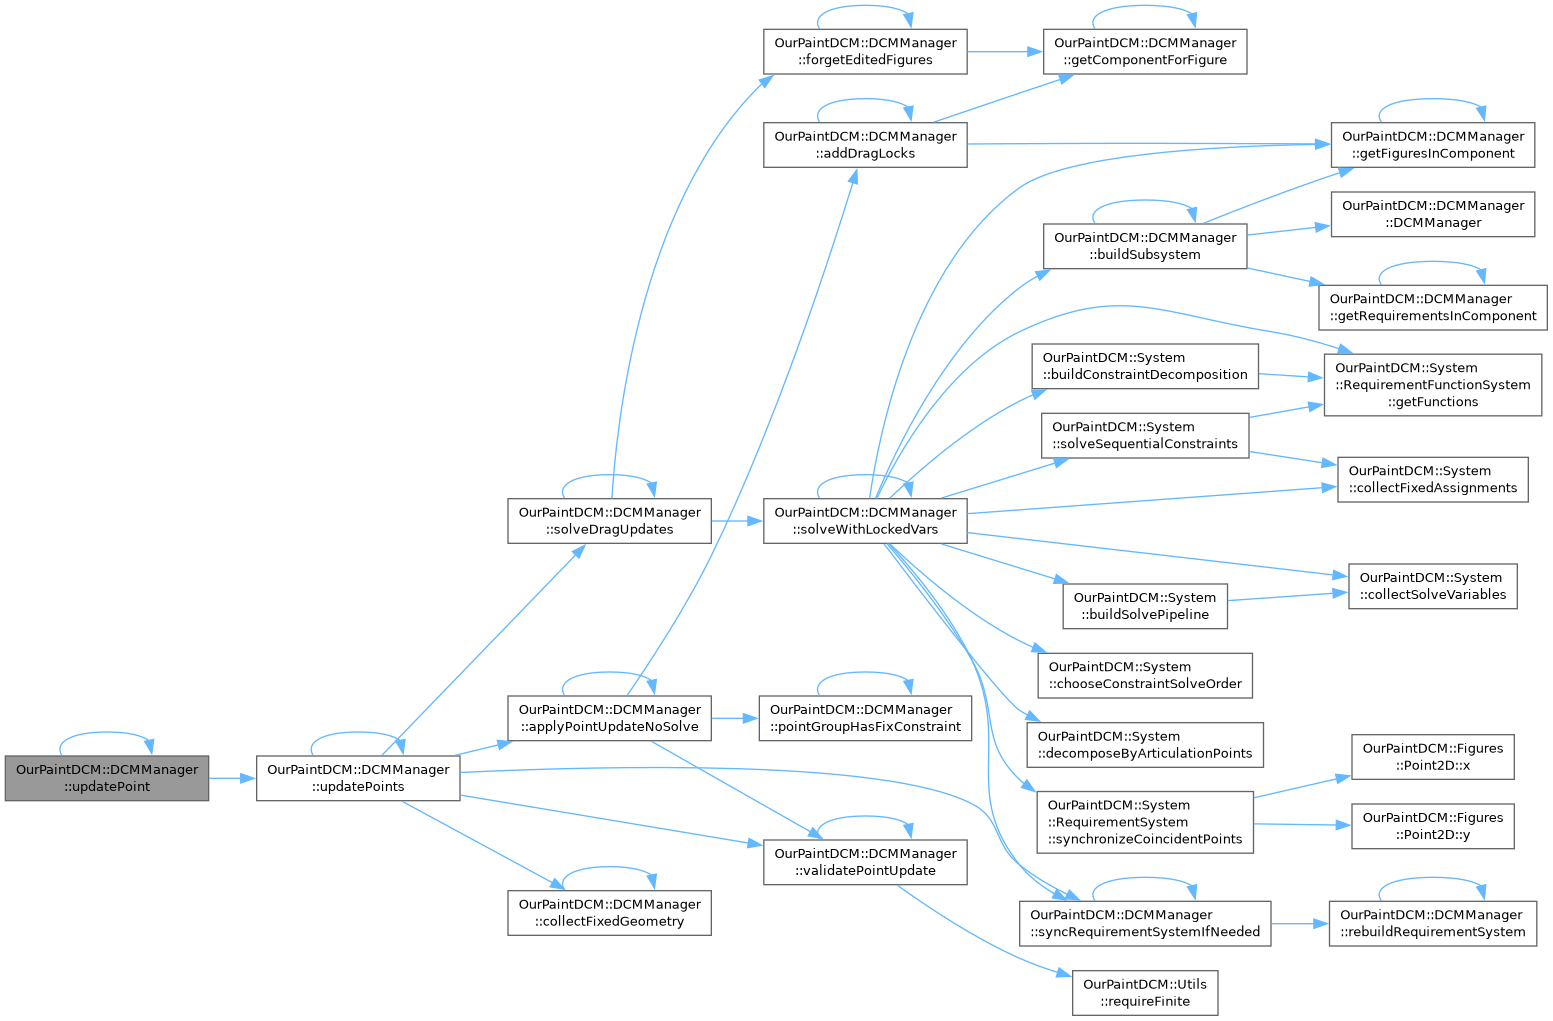 OurPaintDCM::DCMManager
::updatePoint
OurPaintDCM::DCMManager
::updatePoints
OurPaintDCM::DCMManager
::solveDragUpdates
OurPaintDCM::DCMManager
::applyPointUpdateNoSolve
OurPaintDCM::DCMManager
::collectFixedGeometry
OurPaintDCM::DCMManager
::forgetEditedFigures
OurPaintDCM::DCMManager
::addDragLocks
OurPaintDCM::DCMManager
::solveWithLockedVars
OurPaintDCM::DCMManager
::pointGroupHasFixConstraint
OurPaintDCM::DCMManager
::validatePointUpdate
OurPaintDCM::DCMManager
::getComponentForFigure
OurPaintDCM::DCMManager
::buildSubsystem
OurPaintDCM::System
::buildConstraintDecomposition
OurPaintDCM::System
::solveSequentialConstraints
OurPaintDCM::System
::buildSolvePipeline
OurPaintDCM::System
::chooseConstraintSolveOrder
OurPaintDCM::System
::decomposeByArticulationPoints
OurPaintDCM::System
::RequirementSystem
::synchronizeCoincidentPoints
OurPaintDCM::DCMManager
::syncRequirementSystemIfNeeded
OurPaintDCM::Utils
::requireFinite
OurPaintDCM::DCMManager
::getFiguresInComponent
OurPaintDCM::DCMManager
::DCMManager
OurPaintDCM::DCMManager
::getRequirementsInComponent
OurPaintDCM::System
::RequirementFunctionSystem
::getFunctions
OurPaintDCM::System
::collectFixedAssignments
OurPaintDCM::System
::collectSolveVariables
OurPaintDCM::Figures
::Point2D::x
OurPaintDCM::Figures
::Point2D::y
OurPaintDCM::DCMManager
::rebuildRequirementSystem